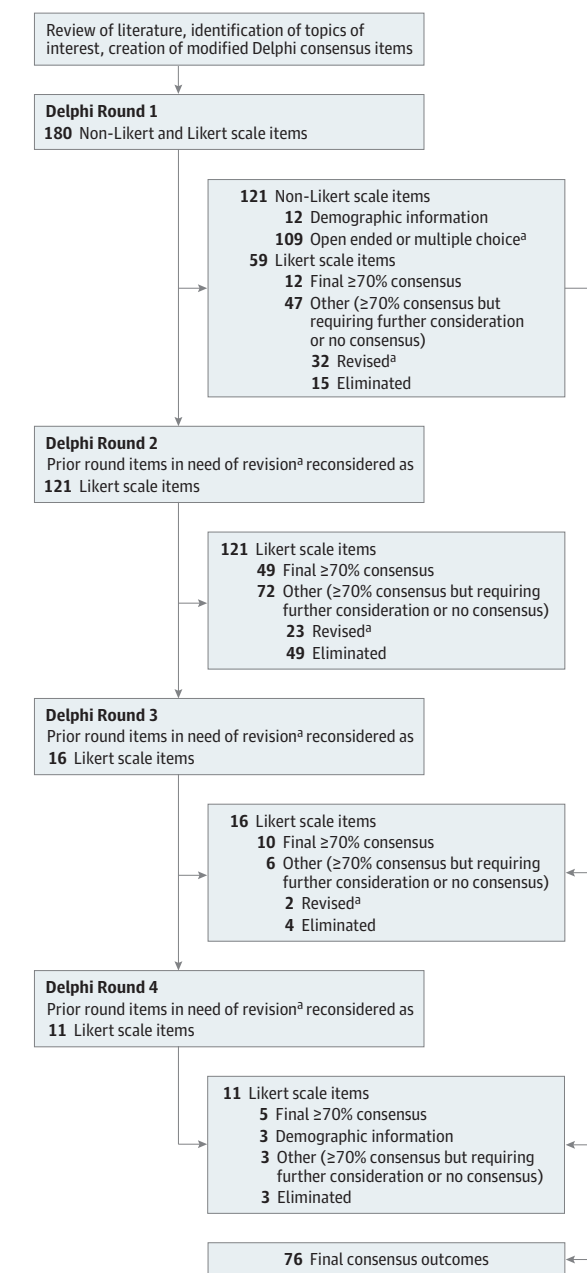 Review of literature, identification of topics of
interest, creation of modified Delphi consensus items
Delphi Round 1
180 Non-Likert and Likert scale items
121 Non-Likert scale items
12 Demographic information
109 Open ended or multiple choiceᵃ
59 Likert scale items
12 Final ≥70% consensus
47 Other (≥70% consensus but
requiring further consideration
or no consensus)
32 Revisedᵃ
15 Eliminated
Delphi Round 2
Prior round items in need of revisionᵃ reconsidered as
121 Likert scale items
121 Likert scale items
49 Final ≥70% consensus
72 Other (≥70% consensus but requiring
further consideration or no consensus)
23 Revisedᵃ
49 Eliminated
Delphi Round 3
Prior round items in need of revisionᵃ reconsidered as
16 Likert scale items
16 Likert scale items
10 Final ≥70% consensus
6 Other (≥70% consensus but requiring
further consideration or no consensus)
2 Revisedᵃ
4 Eliminated
Delphi Round 4
Prior round items in need of revisionᵃ reconsidered as
11 Likert scale items
11 Likert scale items
5 Final ≥70% consensus
3 Demographic information
3 Other (≥70% consensus but requiring
further consideration or no consensus)
3 Eliminated
76 Final consensus outcomes